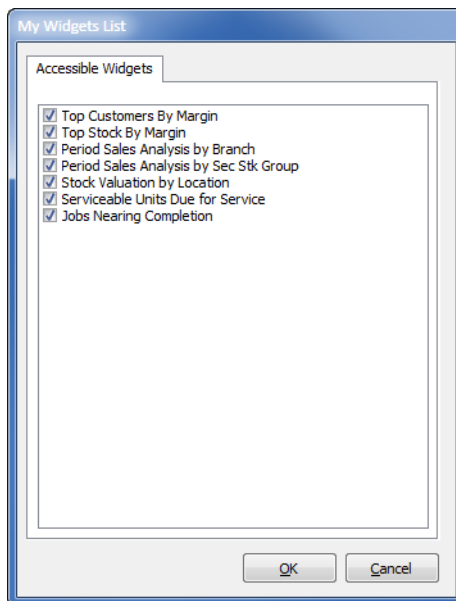 My Widgets List
Accessible Widgets
Top Customers By Margin
Top Stock By Margin
Period Sales Analysis by Branch
Period Sales Analysis by Sec Stk Group
Stock Valuation by Location
Serviceable Units Due for Service
Jobs Nearing Completion
OK Cancel